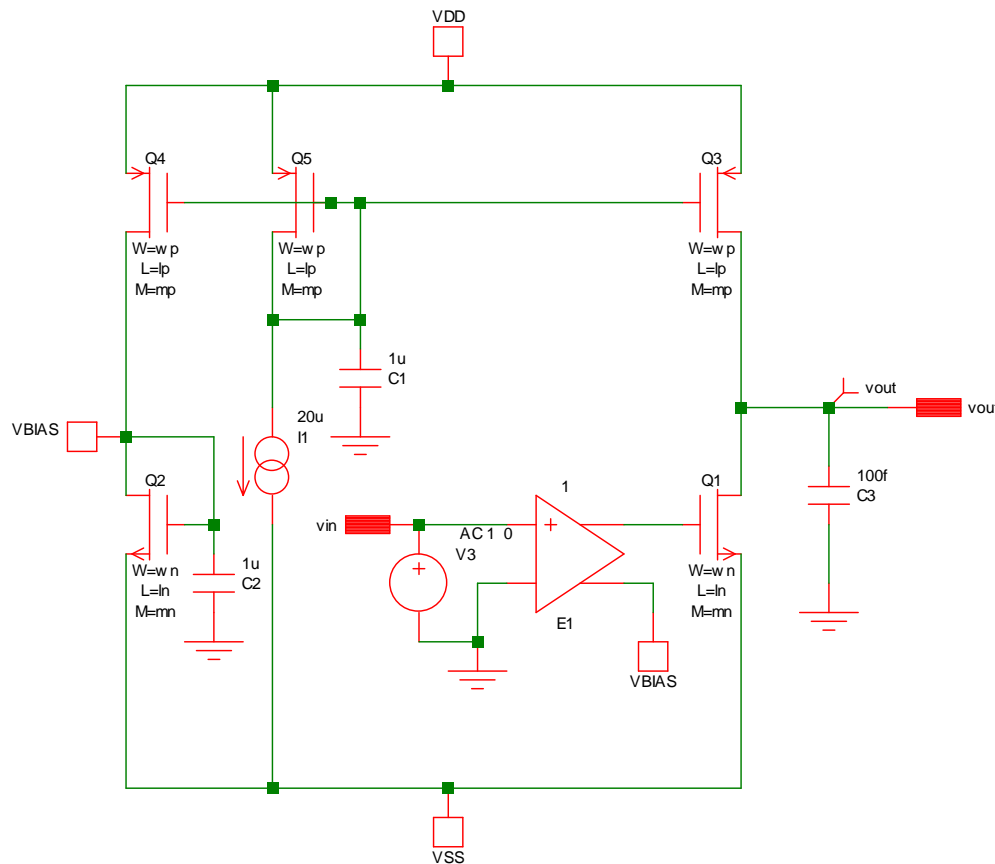 VDD
Q4
Q5
Q3
W=wp
L=lp
M=mp
W=wp
L=lp
M=mp
W=wp
L=lp
M=mp
1u
C1
vout
vou
VBIAS
20u
I1
Q2
1
Q1
100f
C3
vin
AC 1 0
V3
W=wn
L=ln
M=mn
1u
C2
E1
W=wn
L=ln
M=mn
VBIAS
VSS